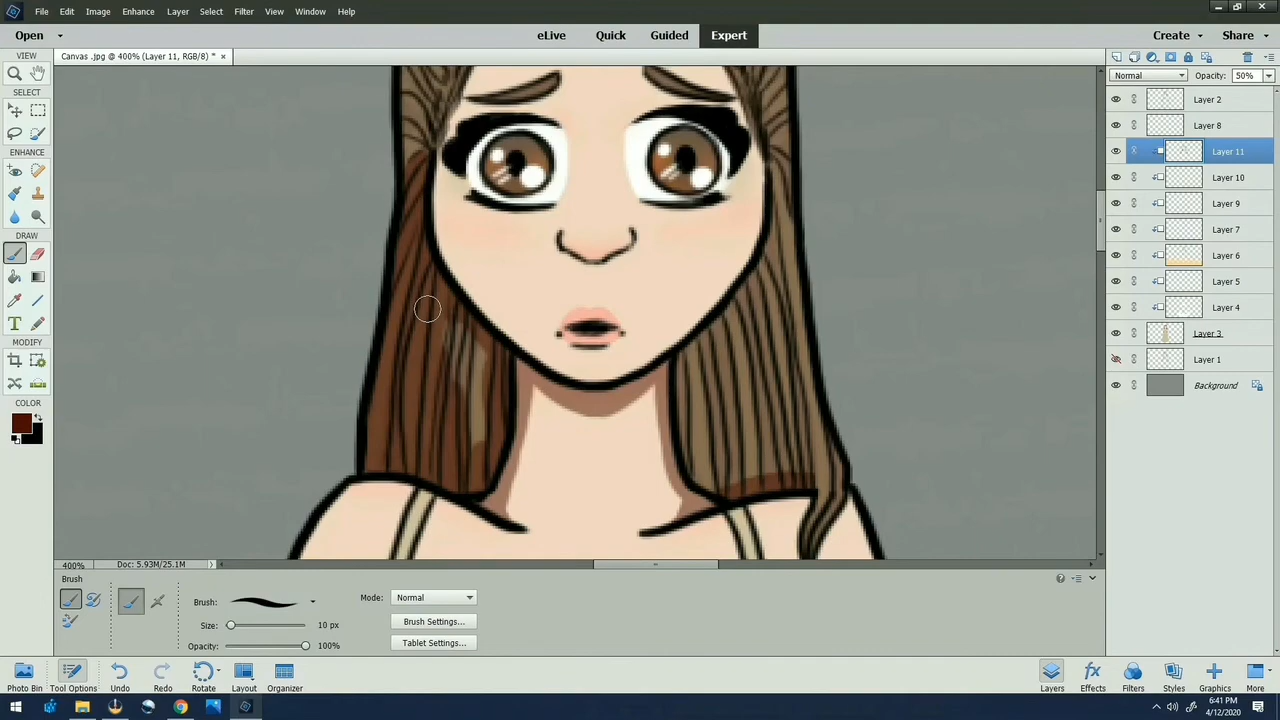 File Edit Image Enhance Layer Select Filter View Window Help
Open eLive Quick Guided Expert Create Share
Canvas .jpg @ 400% (Layer 11, RGB/8) * ×
VIEW
SELECT
ENHANCE
DRAW
MODIFY
COLOR
Normal Opacity: 50%
Layer 2
Layer 8
Layer 11
Layer 10
Layer 9
Layer 7
Layer 6
Layer 5
Layer 4
Layer 3
Layer 1
Background
400% Doc: 5.93M/25.1M
Brush
Brush: Mode: Normal
Size: 10 px Brush Settings...
Opacity: 100% Tablet Settings...
Photo Bin Tool Options Undo Redo Rotate Layout Organizer Layers Effects Filters Styles Graphics More
6:41 PM
4/12/2020